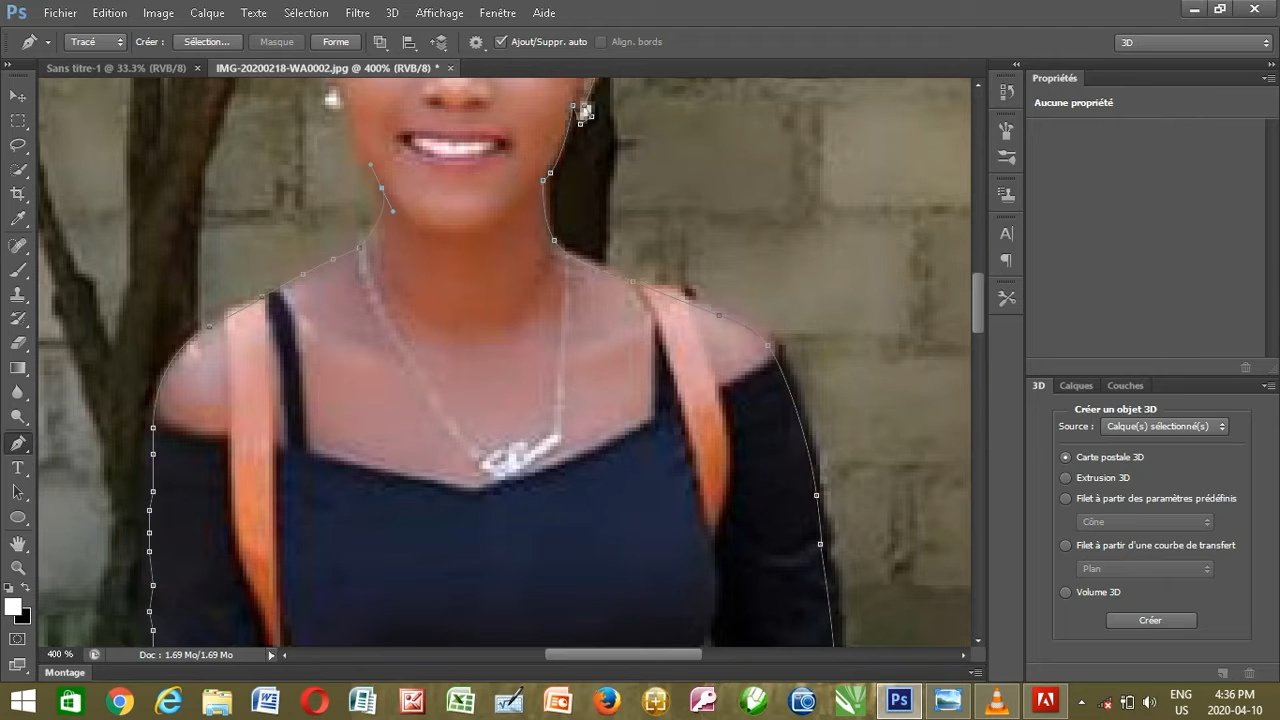 Ps Fichier Edition Image Calque Texte Sélection Filtre 3D Affichage Fenêtre Aide
Tracé Créer : Sélection... Masque Forme Ajout/Suppr. auto Align. bords 3D
Sans titre-1 @ 33.3% (RVB/8) × IMG-20200218-WA0002.jpg @ 400% (RVB/8) * ×
Propriétés
Aucune propriété
3D Calques Couches
Créer un objet 3D
Source : Calque(s) sélectionné(s)
Carte postale 3D
Extrusion 3D
Filet à partir des paramètres prédéfinis
Cône
Filet à partir d'une courbe de transfert
Plan
Volume 3D
Créer
400 % Doc : 1.69 Mo/1.69 Mo
Montage
ENG 4:36 PM
US 2020-04-10